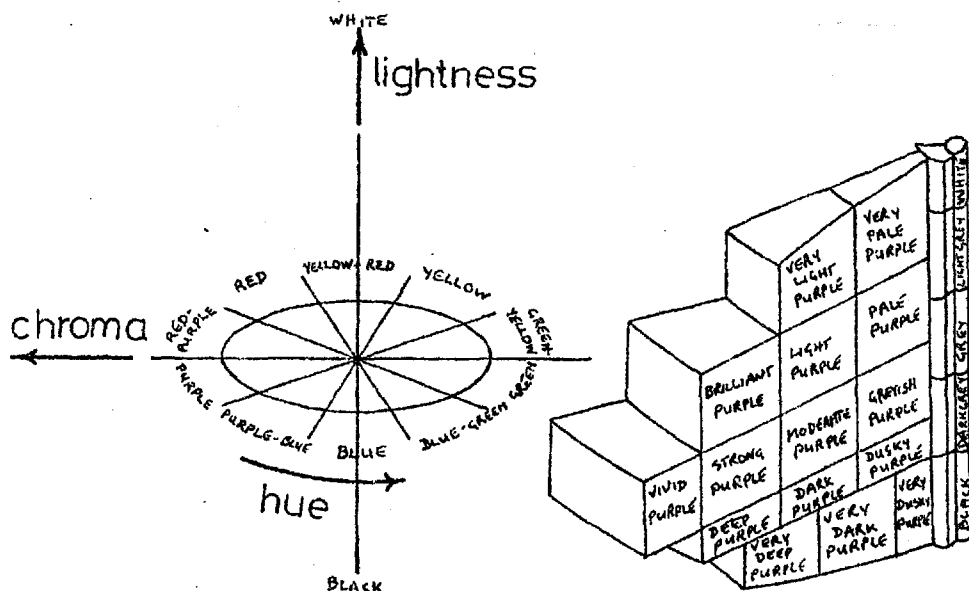 WHITE
lightness
RED
YELLOW-RED
YELLOW
GREEN-
YELLOW
GREEN
BLUE-GREEN
BLUE
PURPLE-BLUE
PURPLE
RED-
PURPLE
chroma
hue
BLACK
VERY
LIGHT
PURPLE
VERY
PALE
PURPLE
BRILLIANT
PURPLE
LIGHT
PURPLE
PALE
PURPLE
VIVID
PURPLE
STRONG
PURPLE
MODERATE
PURPLE
GREYISH
PURPLE
DEEP
PURPLE
DARK
PURPLE
DUSKY
PURPLE
VERY
DEEP
PURPLE
VERY
DARK
PURPLE
VERY
DUSKY
PURPLE
WHITE
LIGHT GREY
GREY
DARK GREY
BLACK